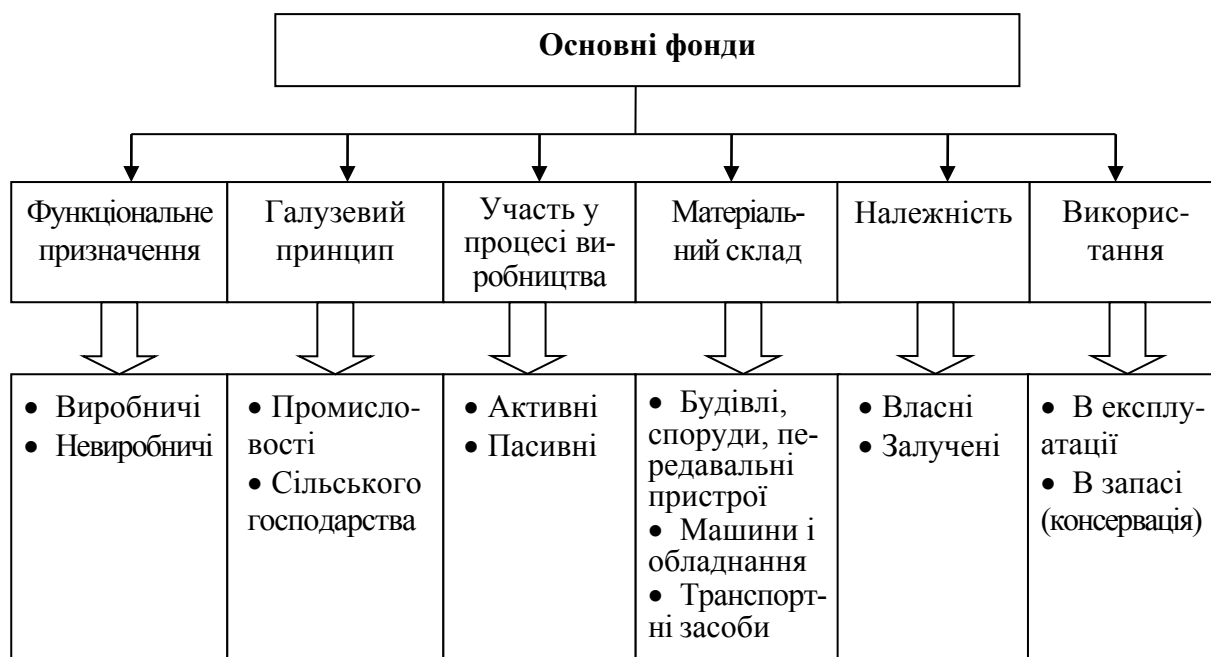 Основні фонди
Функціональне
призначення
Галузевий
принцип
Участь у
процесі ви-
робництва
Матеріаль-
ний склад
Належність
Викорис-
тання
• Виробничі
• Невиробничі
• Промисло-
вості
• Сільського
господарства
• Активні
• Пасивні
• Будівлі,
споруди, пе-
редавальні
пристрої
• Машини і
обладнання
• Транспорт-
ні засоби
• Власні
• Залучені
• В експлу-
атації
• В запасі
(консервація)